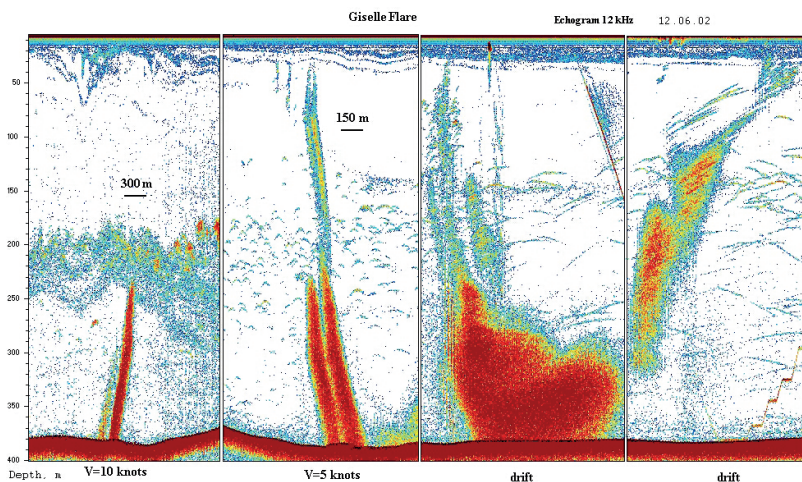 Giselle Flare
Echogram 12 kHz
12.06.02
50
100
150
200
250
300
350
400
300 m
150 m
Depth, m
V=10 knots
V=5 knots
drift
drift